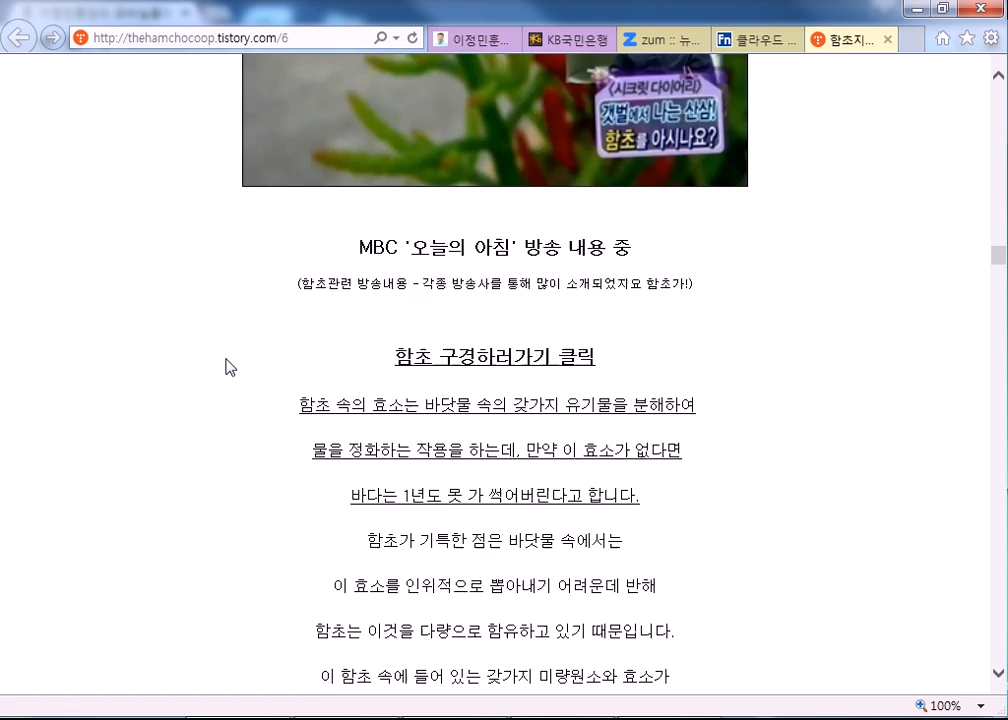 http://thehamchocoop.tistory.com/6
이정민훈...
KB국민은행
zum :: 뉴...
클라우드 ...
함초지...
〈시크릿 다이어리〉
갯벌에서 나는 산삼!
함초를 아시나요?
MBC '오늘의 아침' 방송 내용 중
(함초관련 방송내용 - 각종 방송사를 통해 많이 소개되었지요 함초가!)
함초 구경하러가기 클릭
함초 속의 효소는 바닷물 속의 갖가지 유기물을 분해하여
물을 정화하는 작용을 하는데, 만약 이 효소가 없다면
바다는 1년도 못 가 썩어버린다고 합니다.
함초가 기특한 점은 바닷물 속에서는
이 효소를 인위적으로 뽑아내기 어려운데 반해
함초는 이것을 다량으로 함유하고 있기 때문입니다.
이 함초 속에 들어 있는 갖가지 미량원소와 효소가
100%